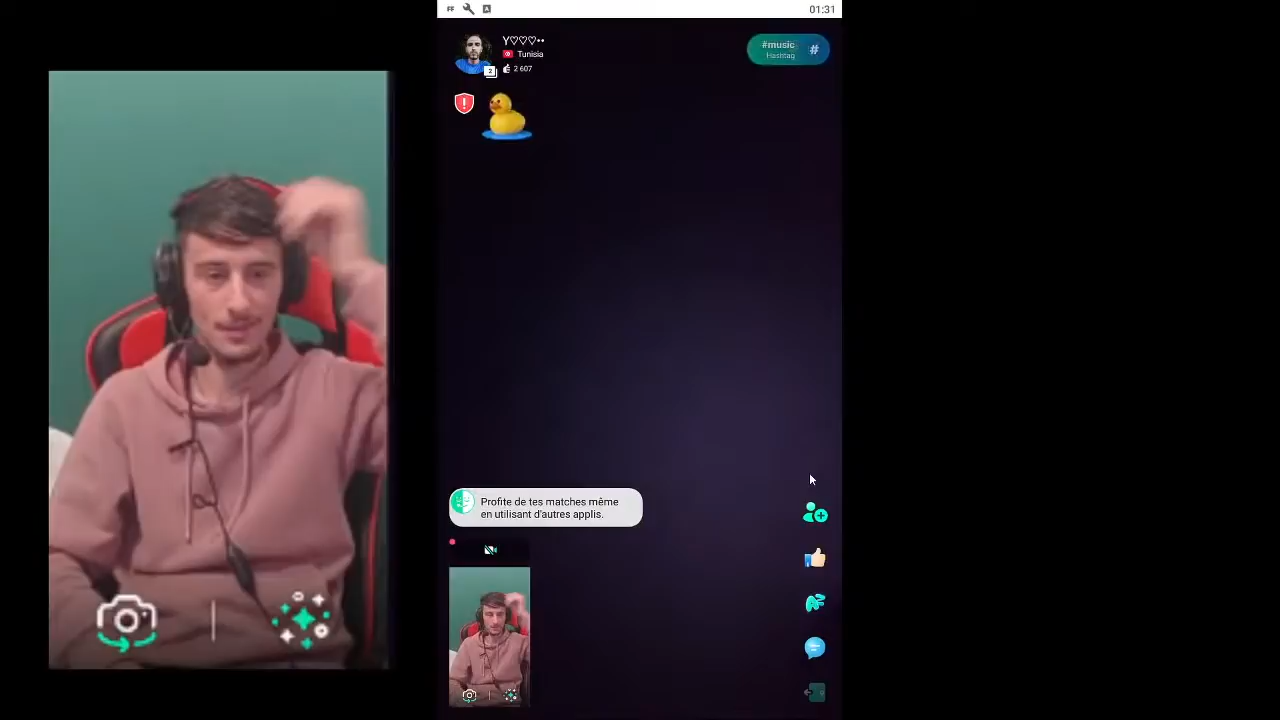 01:31
Y♡♡♡··
Tunisia
2 607
#music
Hashtag
#
Profite de tes matches même
en utilisant d'autres applis.